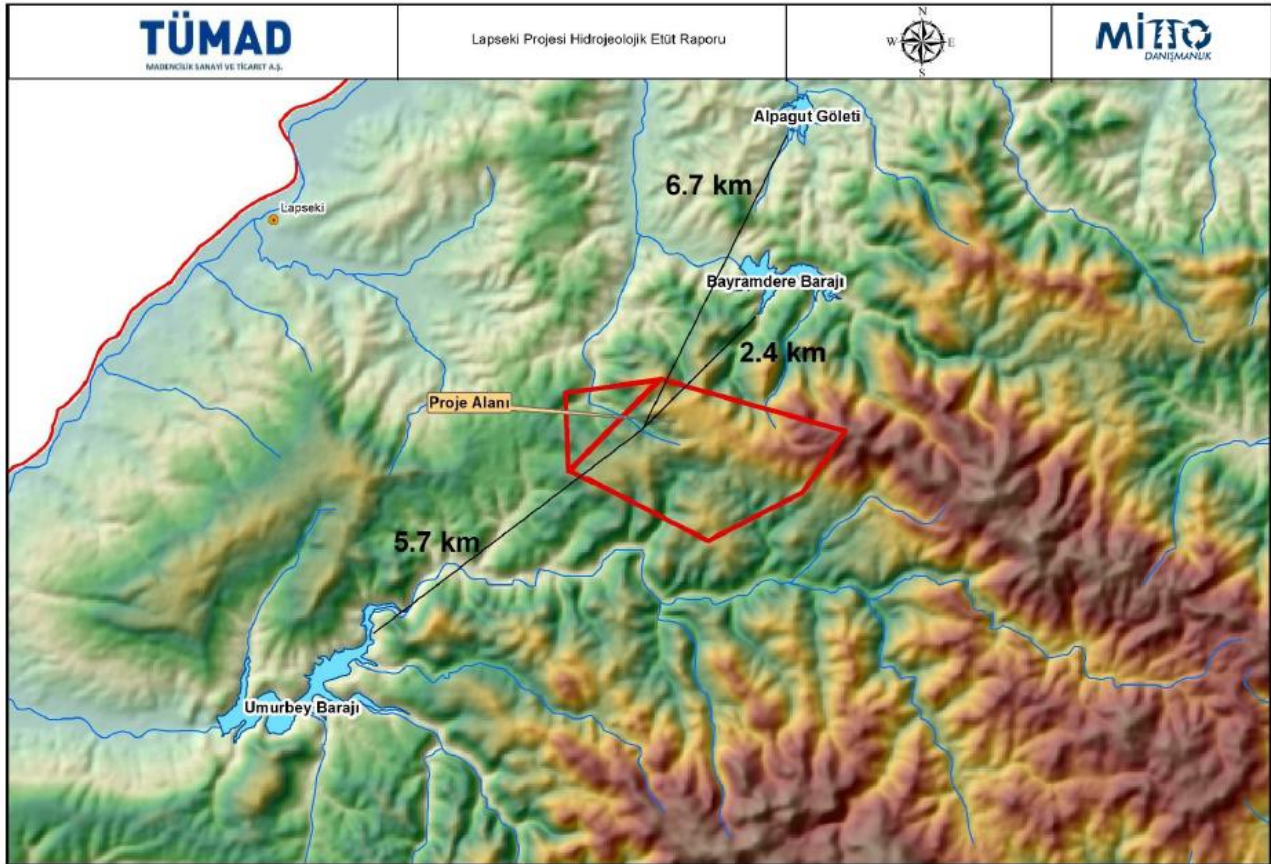 TÜMAD
MADENCİLİK SANAYİ VE TİCARET A.Ş.
Lapseki Projesi Hidrojeolojik Etüt Raporu
N
W
E
S
MİTTO
DANIŞMANLIK
Alpagut Göleti
6.7 km
Lapseki
Bayramdere Barajı
2.4 km
Proje Alanı
5.7 km
Umurbey Barajı